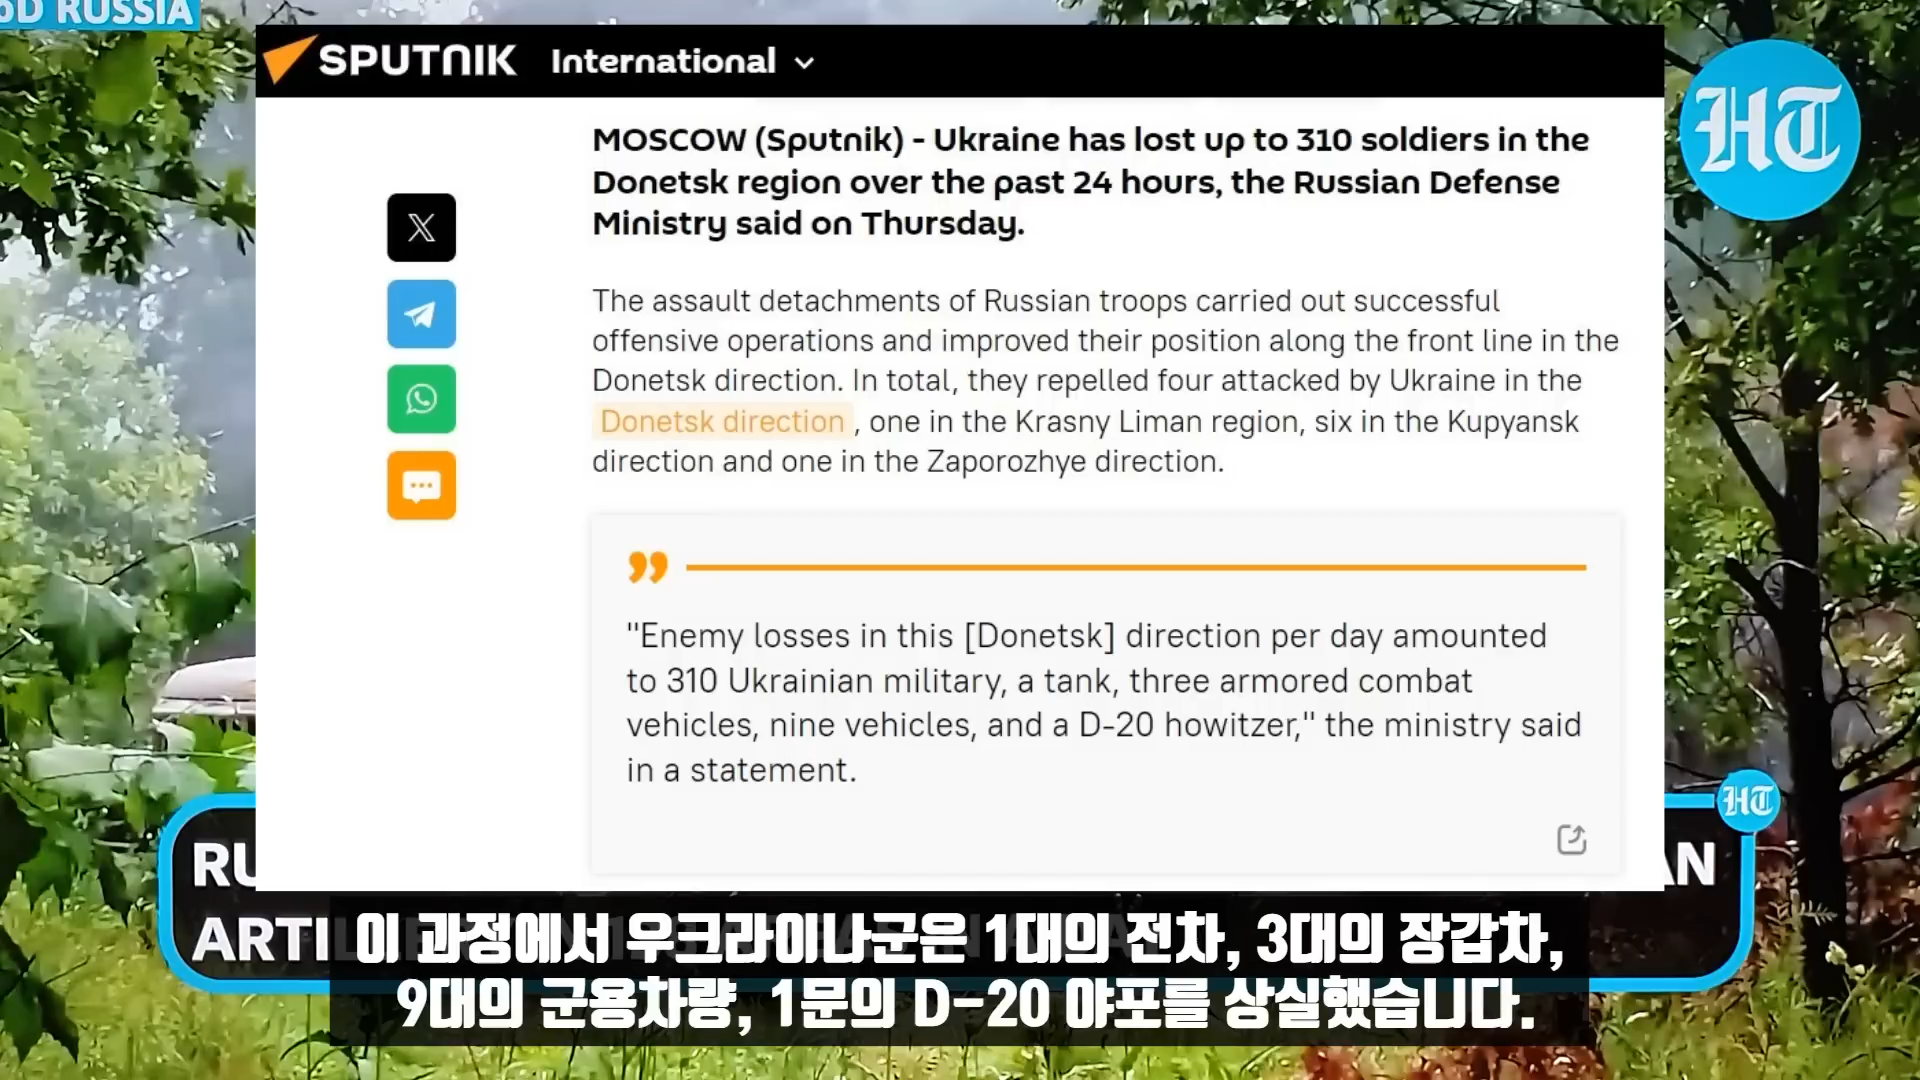 6D RUSSIA
SPUTNIK International
HT
MOSCOW (Sputnik) - Ukraine has lost up to 310 soldiers in the
Donetsk region over the past 24 hours, the Russian Defense
Ministry said on Thursday.
The assault detachments of Russian troops carried out successful
offensive operations and improved their position along the front line in the
Donetsk direction. In total, they repelled four attacked by Ukraine in the
Donetsk direction, one in the Krasny Liman region, six in the Kupyansk
direction and one in the Zaporozhye direction.
"Enemy losses in this [Donetsk] direction per day amounted
to 310 Ukrainian military, a tank, three armored combat
vehicles, nine vehicles, and a D-20 howitzer," the ministry said
in a statement.
HT
이 과정에서 우크라이나군은 1대의 전차, 3대의 장갑차,
9대의 군용차량, 1문의 D-20 야포를 상실했습니다.